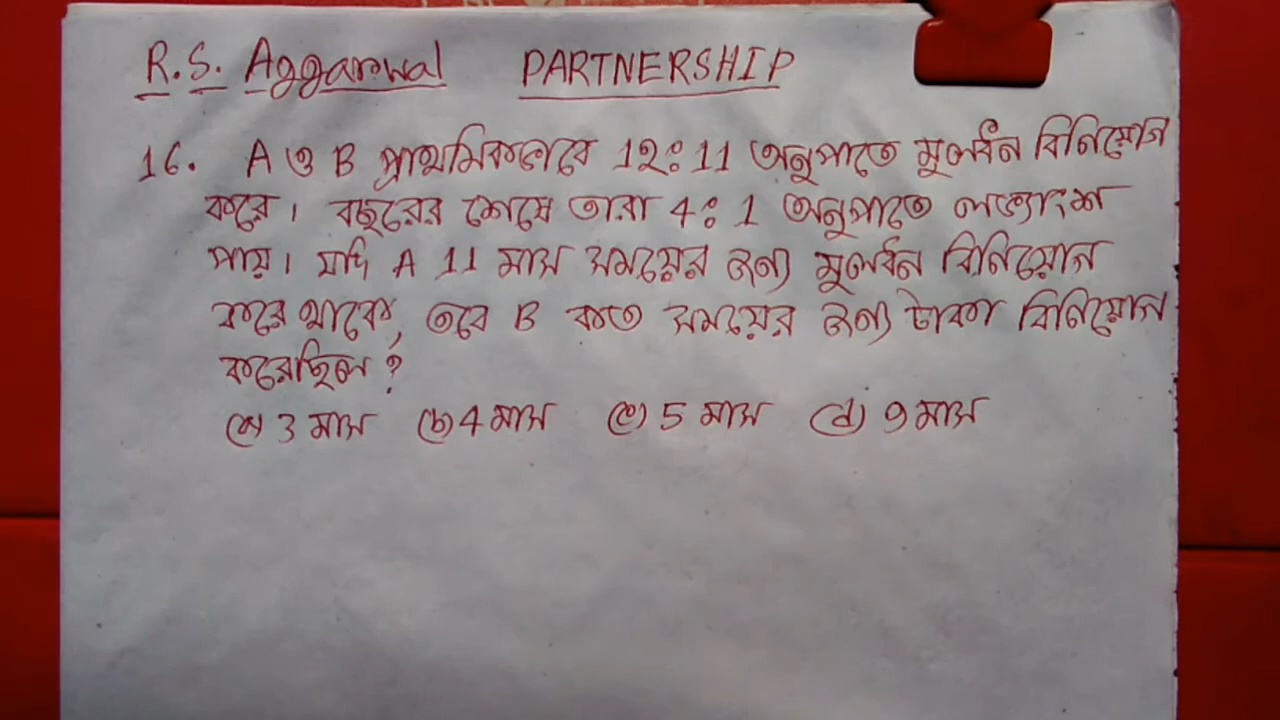 R.S. Aggarwal PARTNERSHIP
16. A ও B প্রাথমিকভাবে 12:11 অনুপাতে মূলধন বিনিয়োগ
করে। বছরের শেষে তারা 4:1 অনুপাতে লভ্যাংশ
পায়। যদি A 11 মাস সময়ের জন্য মূলধন বিনিয়োগ
করে থাকে, তবে B কত সময়ের জন্য টাকা বিনিয়োগ
করেছিল?
(a) 3 মাস (b) 4 মাস (c) 5 মাস (d) 9 মাস